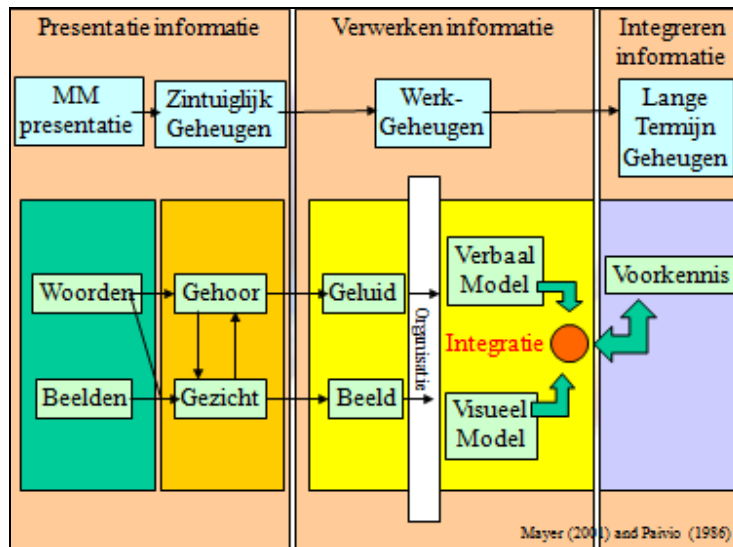 Presentatie informatie
Verwerken informatie
Integreren
informatie
MM
presentatie
Zintuiglijk
Geheugen
Werk-
Geheugen
Lange
Termijn
Geheugen
Woorden
Gehoor
Geluid
Organisatie
Verbaal
Model
Voorkennis
Integratie
Beelden
Gezicht
Beeld
Visueel
Model
Mayer (2001) and Paivio (1986)